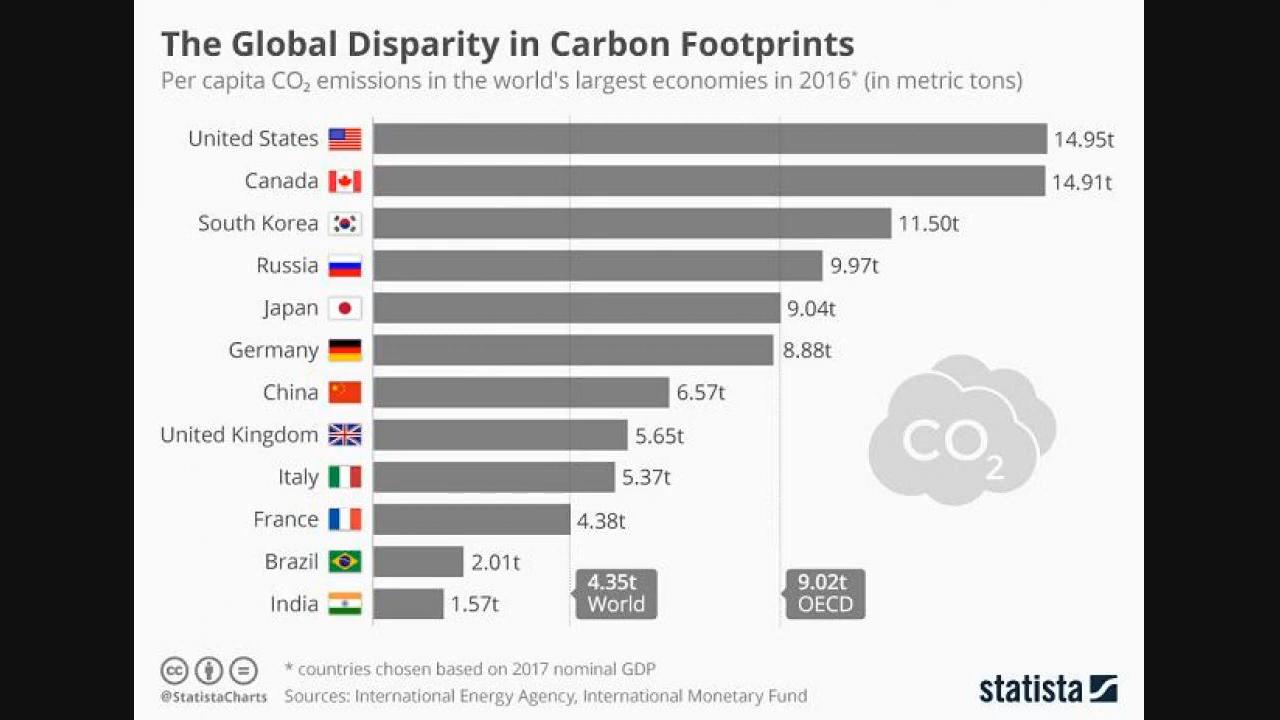 The Global Disparity in Carbon Footprints
Per capita CO₂ emissions in the world's largest economies in 2016* (in metric tons)
United States 14.95t
Canada 14.91t
South Korea 11.50t
Russia 9.97t
Japan 9.04t
Germany 8.88t
China 6.57t
United Kingdom 5.65t
Italy 5.37t
France 4.38t
Brazil 2.01t
India 1.57t
4.35t
World
9.02t
OECD
CO₂
cc
* countries chosen based on 2017 nominal GDP
@StatistaCharts Sources: International Energy Agency, International Monetary Fund
statista